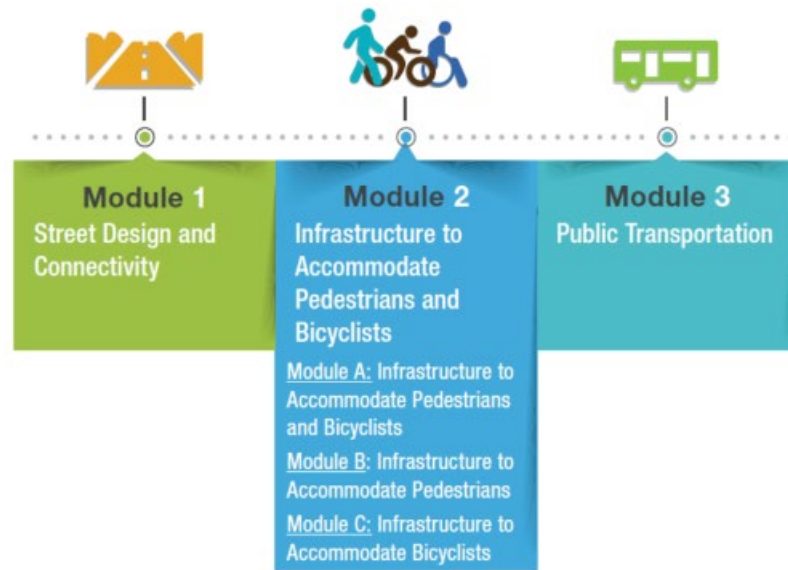 Module 1
Street Design and
Connectivity
Module 2
Infrastructure to
Accommodate
Pedestrians and
Bicyclists
Module A: Infrastructure to
Accommodate Pedestrians
and Bicyclists
Module B: Infrastructure to
Accommodate Pedestrians
Module C: Infrastructure to
Accommodate Bicyclists
Module 3
Public Transportation